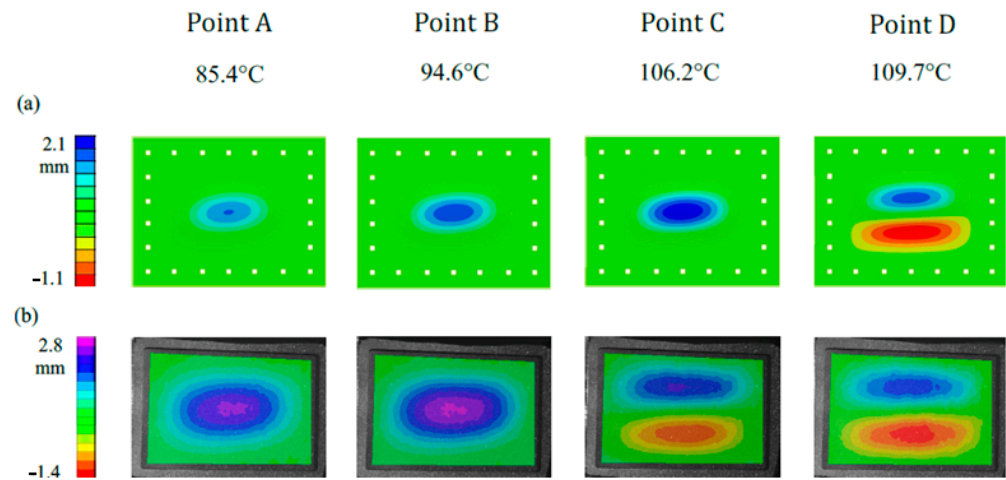 Point A Point B Point C Point D
85.4°C 94.6°C 106.2°C 109.7°C
(a)
2.1
mm
-1.1
(b)
2.8
mm
-1.4